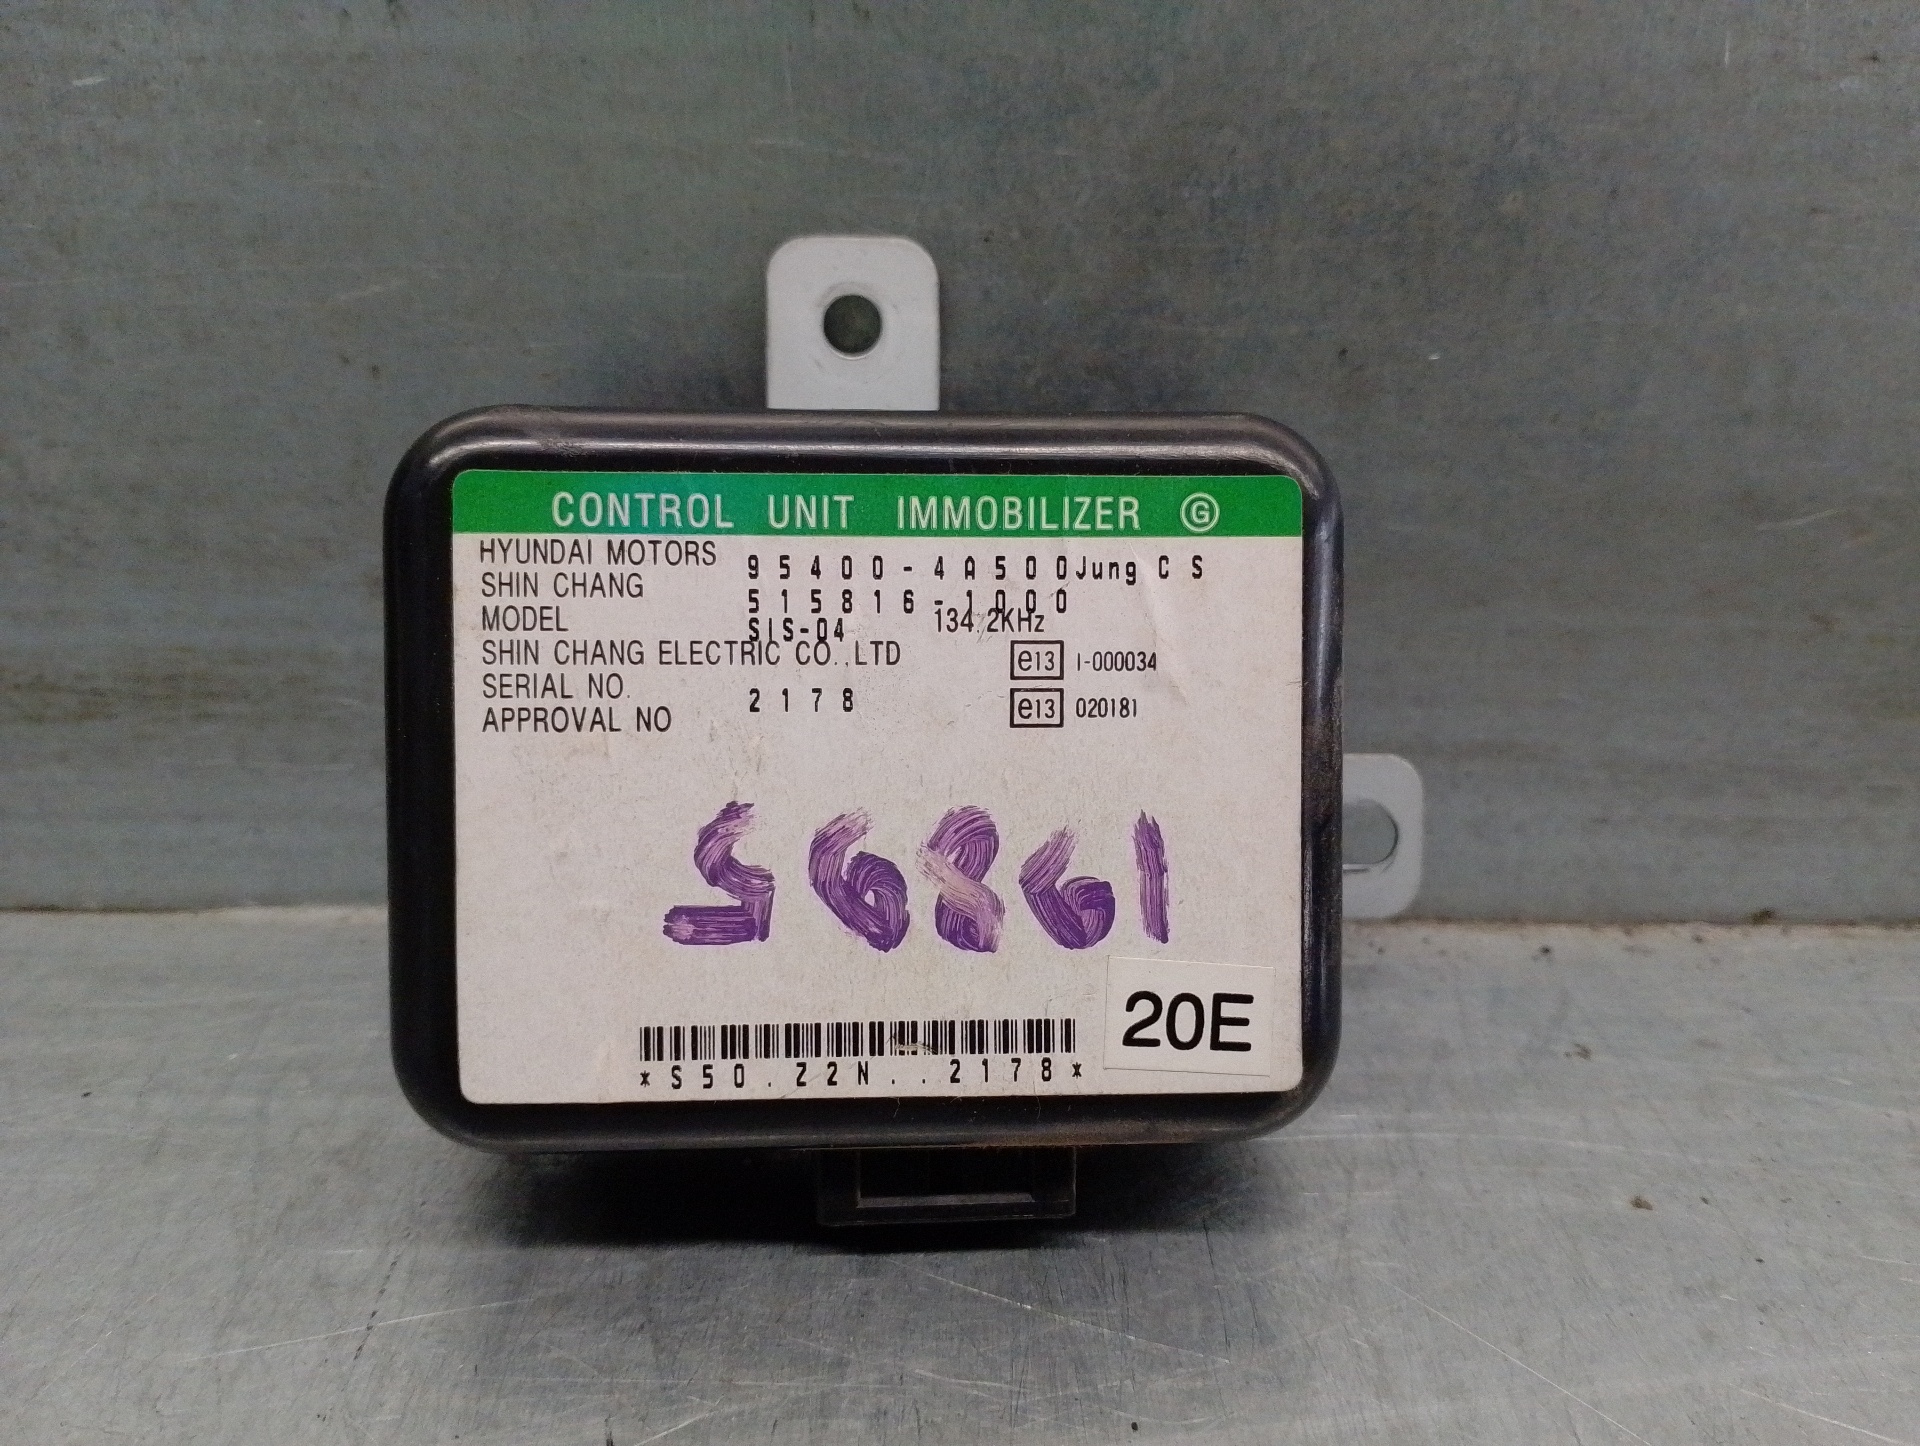 CONTROL UNIT IMMOBILIZER G
HYUNDAI MOTORS 95400-4A500 Jung C S
SHIN CHANG 515816-1000
MODEL SIS-04 134.2KHz
SHIN CHANG ELECTRIC CO.,LTD e13 I-000034
SERIAL NO. 2178 e13 020181
APPROVAL NO
56861
20E
*S50.Z2N..2178*